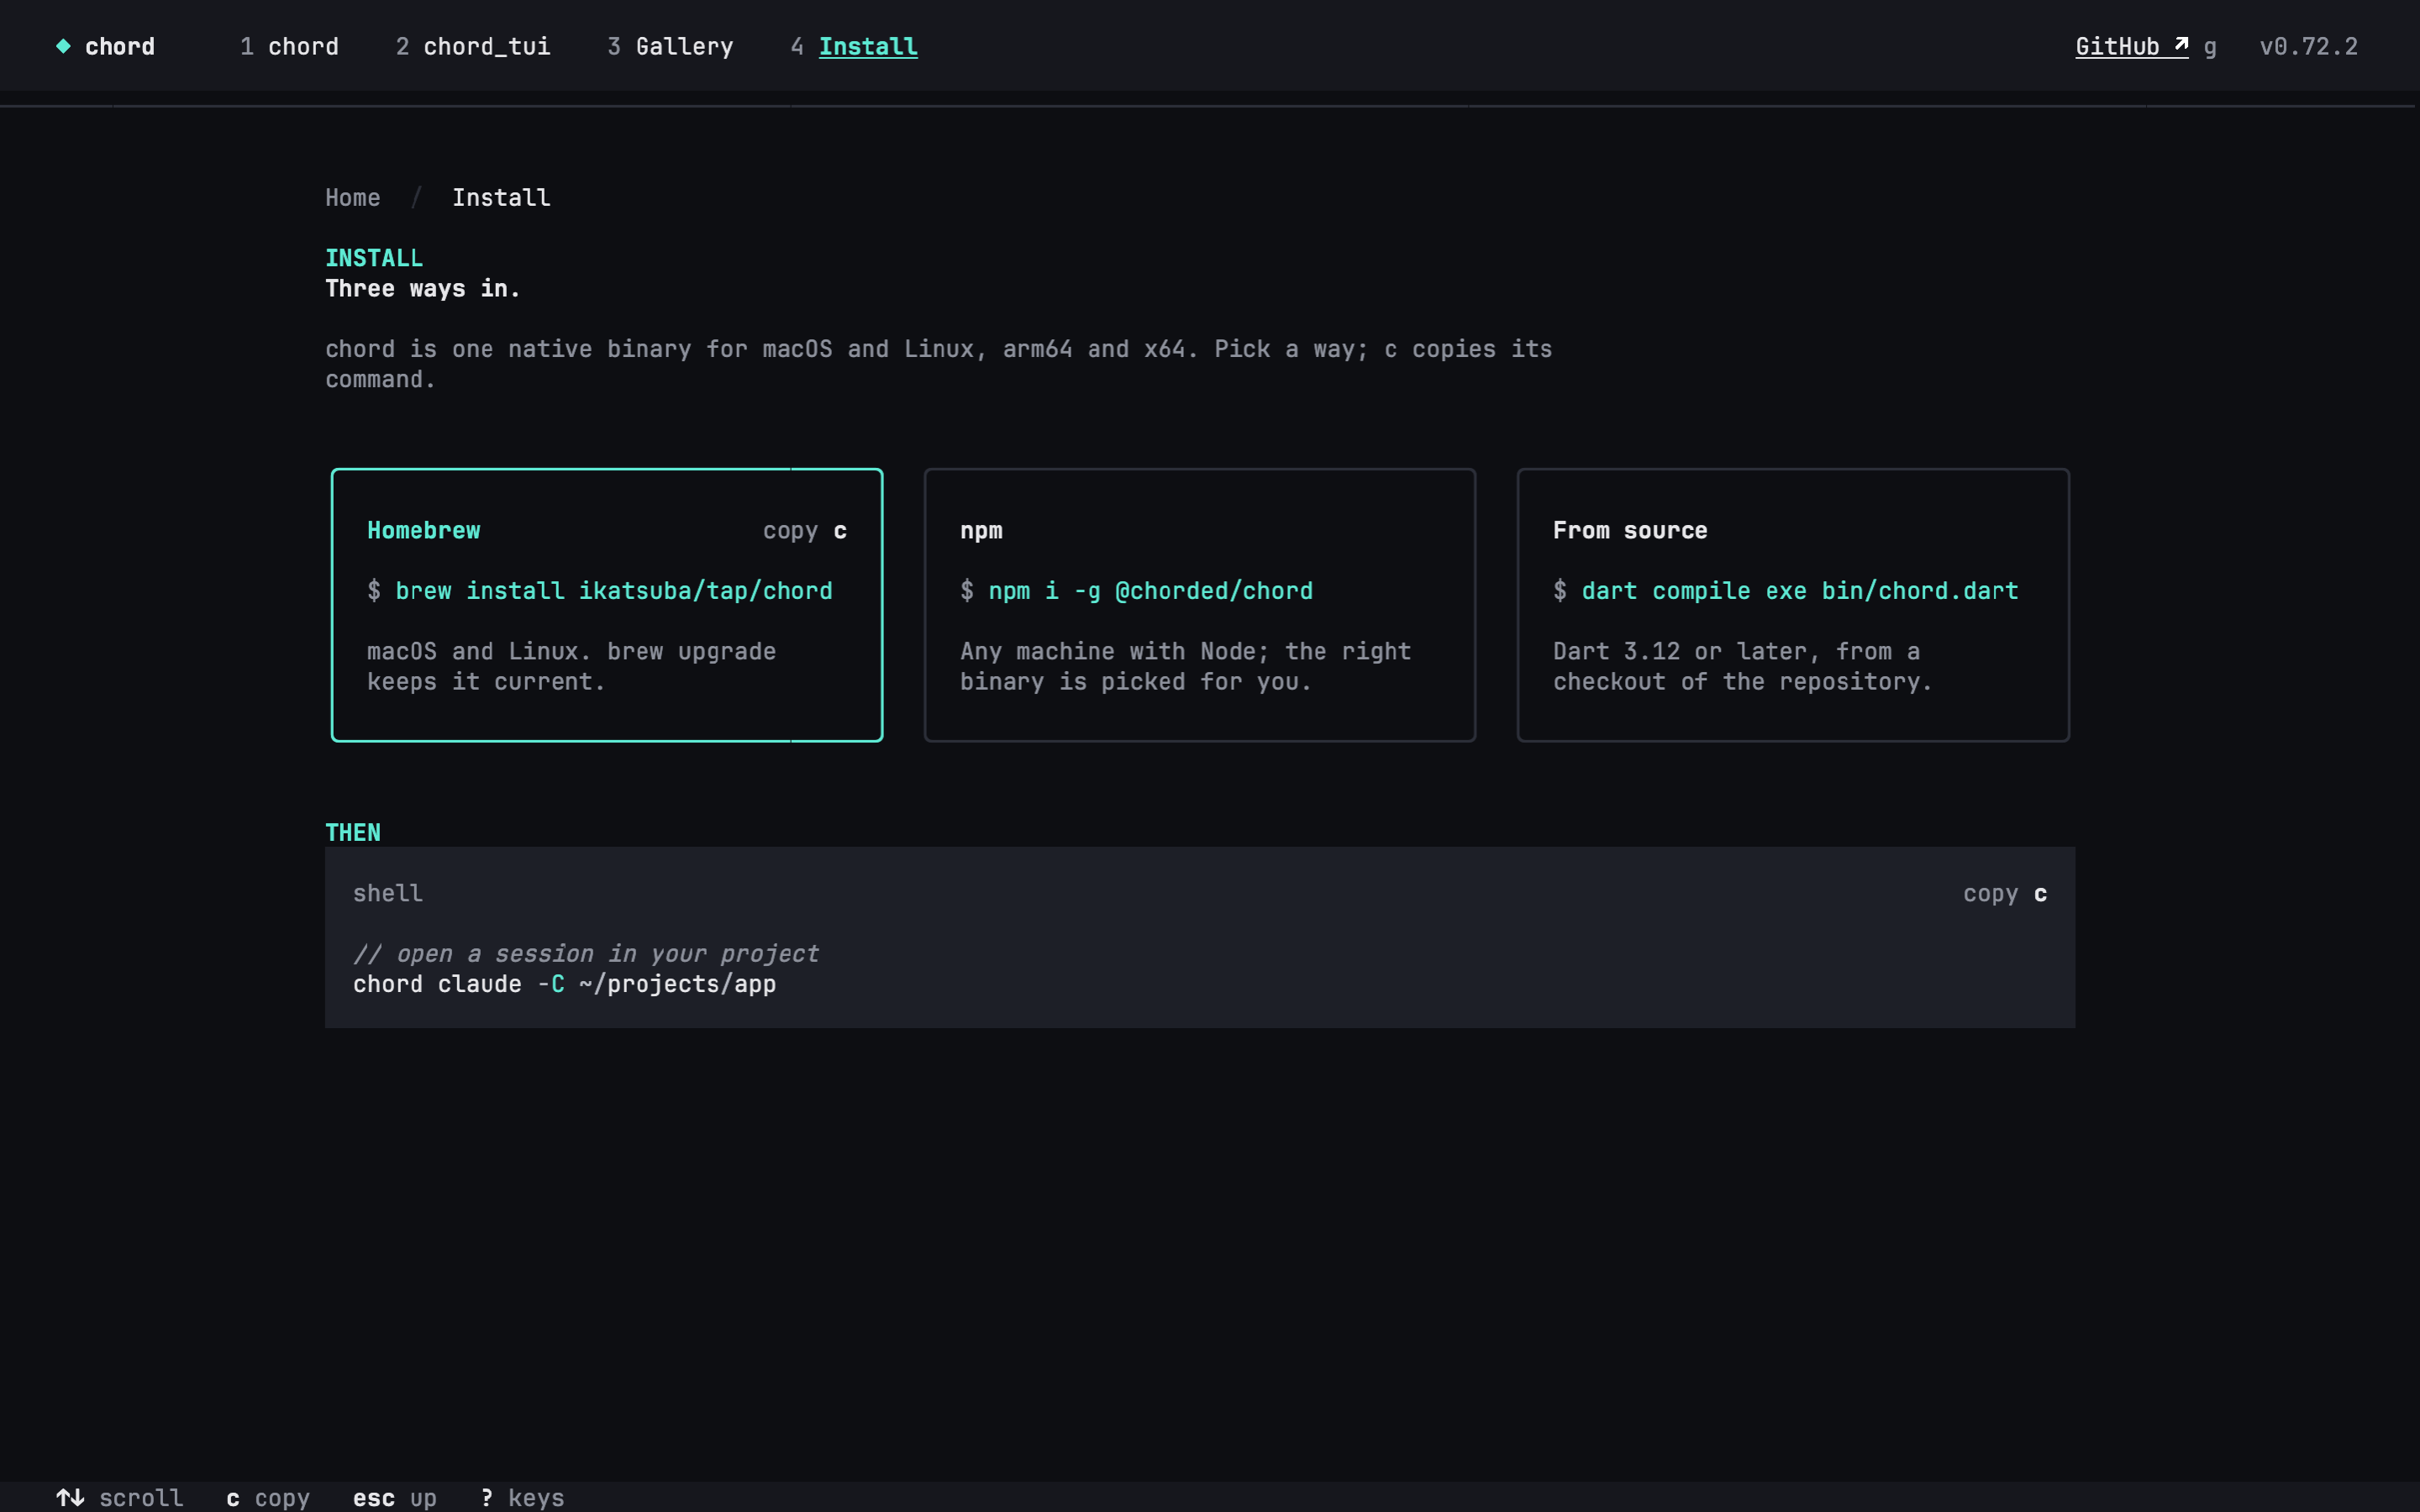 ◆ chord 1 chord 2 chord_tui 3 Gallery 4 Install GitHub ↗ g v0.72.2
Home / Install
INSTALL
Three ways in.
chord is one native binary for macOS and Linux, arm64 and x64. Pick a way; c copies its
command.
Homebrew copy c
$ brew install ikatsuba/tap/chord
macOS and Linux. brew upgrade
keeps it current.
npm
$ npm i -g @chorded/chord
Any machine with Node; the right
binary is picked for you.
From source
$ dart compile exe bin/chord.dart
Dart 3.12 or later, from a
checkout of the repository.
THEN
shell copy c
// open a session in your project
chord claude -C ~/projects/app
↑↓ scroll c copy esc up ? keys